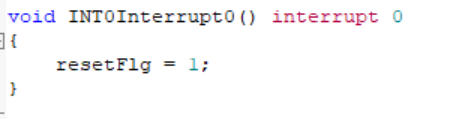 void INT0Interrupt0() interrupt 0
{
    resetFlg = 1;
}